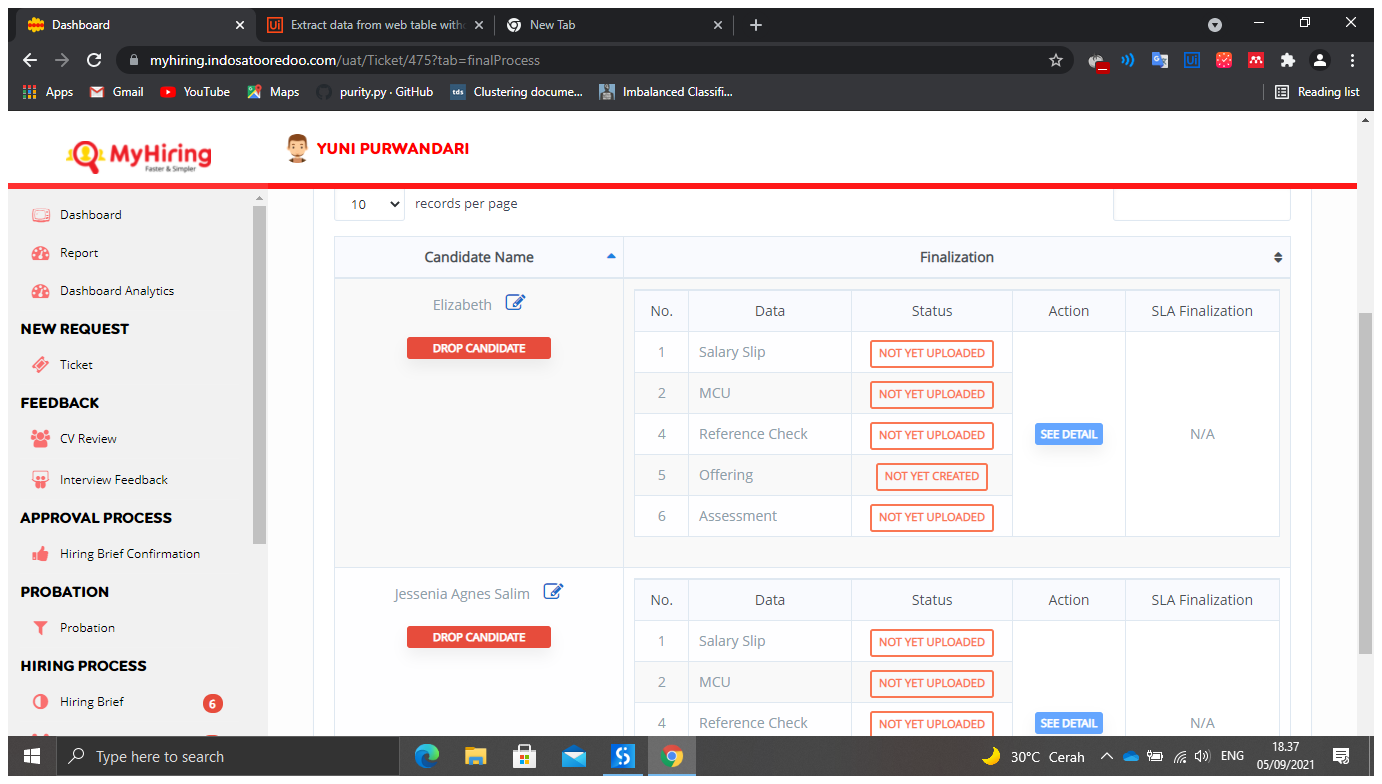 Dashboard
Extract data from web table witho
New Tab
myhiring.indosatooredoo.com/uat/Ticket/475?tab=finalProcess
Apps
Gmail
YouTube
Maps
purity.py · GitHub
tds
Clustering docume...
Imbalanced Classifi...
Reading list
MyHiring
Faster & Simpler
YUNI PURWANDARI
Dashboard
Report
Dashboard Analytics
NEW REQUEST
Ticket
FEEDBACK
CV Review
Interview Feedback
APPROVAL PROCESS
Hiring Brief Confirmation
PROBATION
Probation
HIRING PROCESS
Hiring Brief 6
10 records per page
Candidate Name Finalization
Elizabeth
DROP CANDIDATE
No. Data Status Action SLA Finalization
1 Salary Slip NOT YET UPLOADED
2 MCU NOT YET UPLOADED
4 Reference Check NOT YET UPLOADED SEE DETAIL N/A
5 Offering NOT YET CREATED
6 Assessment NOT YET UPLOADED
Jessenia Agnes Salim
DROP CANDIDATE
No. Data Status Action SLA Finalization
1 Salary Slip NOT YET UPLOADED
2 MCU NOT YET UPLOADED
4 Reference Check NOT YET UPLOADED SEE DETAIL N/A
Type here to search
30°C Cerah
ENG
18.37
05/09/2021